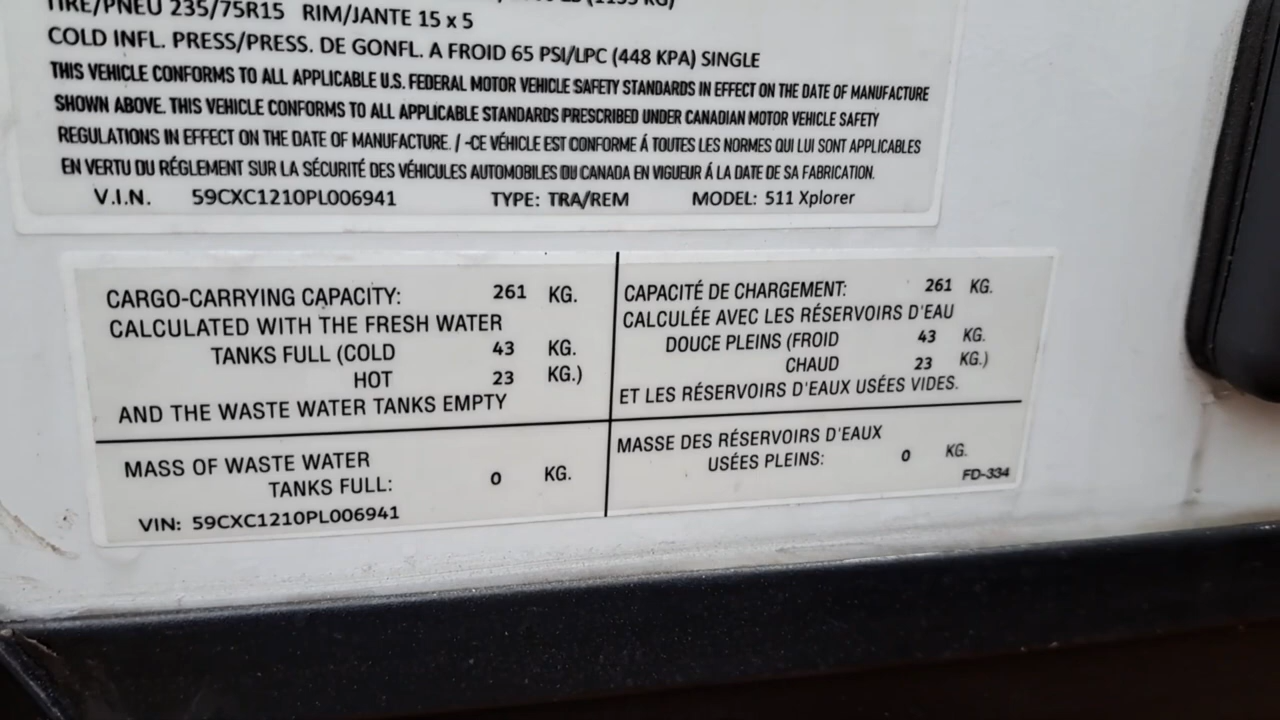 TIRE/PNEU 235/75R15 RIM/JANTE 15 x 5
COLD INFL. PRESS/PRESS. DE GONFL. A FROID 65 PSI/LPC (448 KPA) SINGLE
THIS VEHICLE CONFORMS TO ALL APPLICABLE U.S. FEDERAL MOTOR VEHICLE SAFETY STANDARDS IN EFFECT ON THE DATE OF MANUFACTURE
SHOWN ABOVE. THIS VEHICLE CONFORMS TO ALL APPLICABLE STANDARDS PRESCRIBED UNDER CANADIAN MOTOR VEHICLE SAFETY
REGULATIONS IN EFFECT ON THE DATE OF MANUFACTURE. / -CE VÉHICLE EST CONFORME Á TOUTES LES NORMES QUI LUI SONT APPLICABLES
EN VERTU DU RÉGLEMENT SUR LA SÉCURITÉ DES VÉHICULES AUTOMOBILES DU CANADA EN VIGUEUR Á LA DATE DE SA FABRICATION.
V.I.N. 59CXC1210PL006941 TYPE: TRA/REM MODEL: 511 Xplorer
CARGO-CARRYING CAPACITY: 261 KG.
CALCULATED WITH THE FRESH WATER
TANKS FULL (COLD 43 KG.
HOT 23 KG.)
AND THE WASTE WATER TANKS EMPTY
MASS OF WASTE WATER
TANKS FULL: 0 KG.
VIN: 59CXC1210PL006941
CAPACITÉ DE CHARGEMENT: 261 KG.
CALCULÉE AVEC LES RÉSERVOIRS D'EAU
DOUCE PLEINS (FROID 43 KG.
CHAUD 23 KG.)
ET LES RÉSERVOIRS D'EAUX USÉES VIDES.
MASSE DES RÉSERVOIRS D'EAUX
USÉES PLEINS: 0 KG.
FD-334